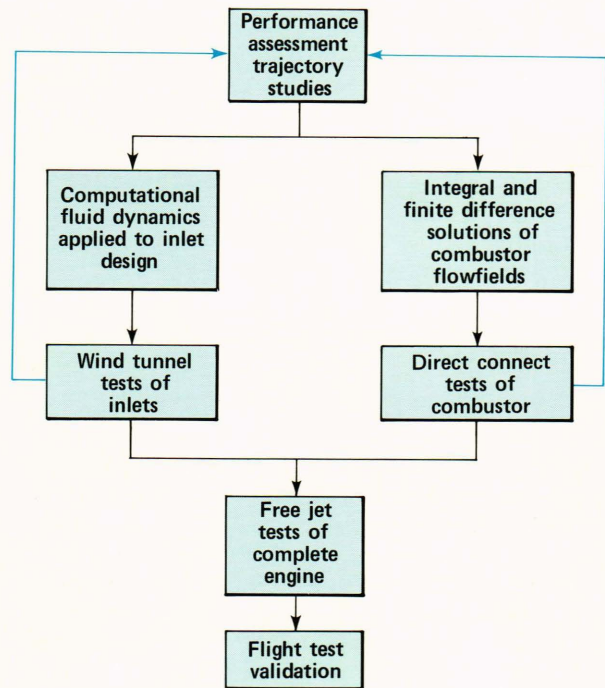 Performance
assessment
trajectory
studies
Computational
fluid dynamics
applied to inlet
design
Integral and
finite difference
solutions of
combustor
flowfields
Wind tunnel
tests of
inlets
Direct connect
tests of
combustor
Free jet
tests of
complete
engine
Flight test
validation